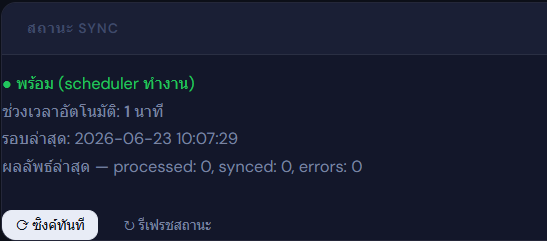 สถานะ SYNC
● พร้อม (scheduler ทำงาน)
ช่วงเวลาอัตโนมัติ: 1 นาที
รอบล่าสุด: 2026-06-23 10:07:29
ผลลัพธ์ล่าสุด — processed: 0, synced: 0, errors: 0
⟳ ซิงค์ทันที ↻ รีเฟรชสถานะ